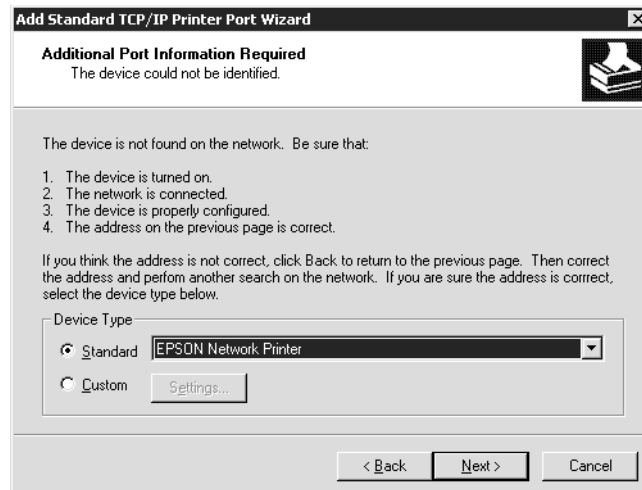 Add Standard TCP/IP Printer Port Wizard
Additional Port Information Required
The device could not be identified.
The device is not found on the network.  Be sure that:
1.  The device is turned on.
2.  The network is connected.
3.  The device is properly configured.
4.  The address on the previous page is correct.
If you think the address is not correct, click Back to return to the previous page.  Then correct
the address and perfom another search on the network.  If you are sure the address is corrrect,
select the device type below.
Device Type
Standard EPSON Network Printer
Custom Settings...
< Back Next > Cancel